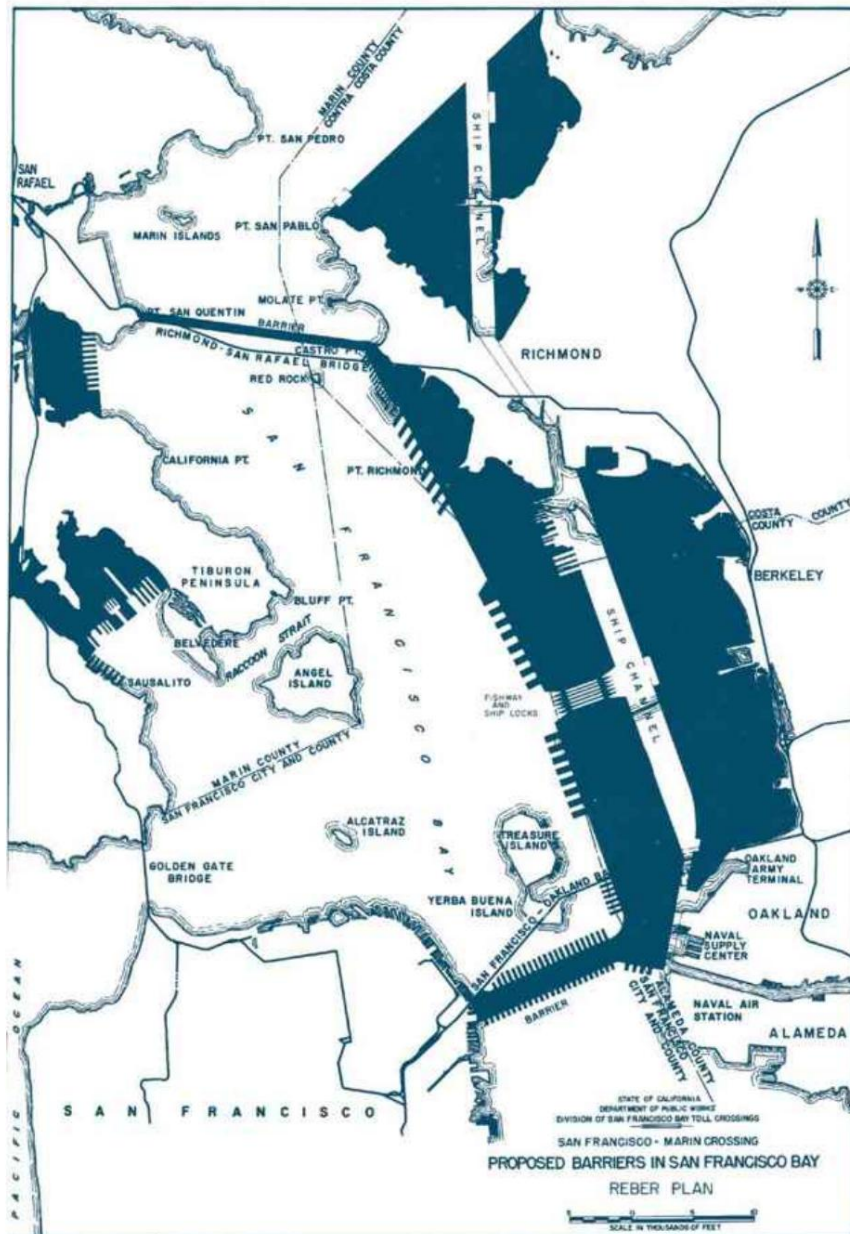 MARIN COUNTY
CONTRA COSTA COUNTY
PT. SAN PEDRO
SHIP CHANNEL
SAN
RAFAEL
MARIN ISLANDS
PT. SAN PABLO
MOLATE PT.
PT. SAN QUENTIN
BARRIER
CASTRO PT.
RICHMOND-SAN RAFAEL BRIDGE
RED ROCK
RICHMOND
SAN FRANCISCO BAY
CALIFORNIA PT.
PT. RICHMOND
COSTA
COUNTY
COUNTY
BERKELEY
TIBURON
PENINSULA
BLUFF PT.
BELVEDERE
RACCOON STRAIT
ANGEL
ISLAND
SAUSALITO
SHIP CHANNEL
FISHWAY
AND
SHIP LOCKS
MARIN COUNTY
SAN FRANCISCO CITY AND COUNTY
ALCATRAZ
ISLAND
TREASURE
ISLAND
GOLDEN GATE
BRIDGE
YERBA BUENA
ISLAND
SAN FRANCISCO - OAKLAND BA
OAKLAND
ARMY
TERMINAL
OAKLAND
NAVAL
SUPPLY
CENTER
BARRIER
ALAMEDA COUNTY
SAN FRANCISCO
CITY AND COUNTY
NAVAL AIR
STATION
ALAMEDA
PACIFIC OCEAN
SAN FRANCISCO
STATE OF CALIFORNIA
DEPARTMENT OF PUBLIC WORKS
DIVISION OF SAN FRANCISCO BAY TOLL CROSSINGS
SAN FRANCISCO - MARIN CROSSING
PROPOSED BARRIERS IN SAN FRANCISCO BAY
REBER PLAN
SCALE IN THOUSANDS OF FEET